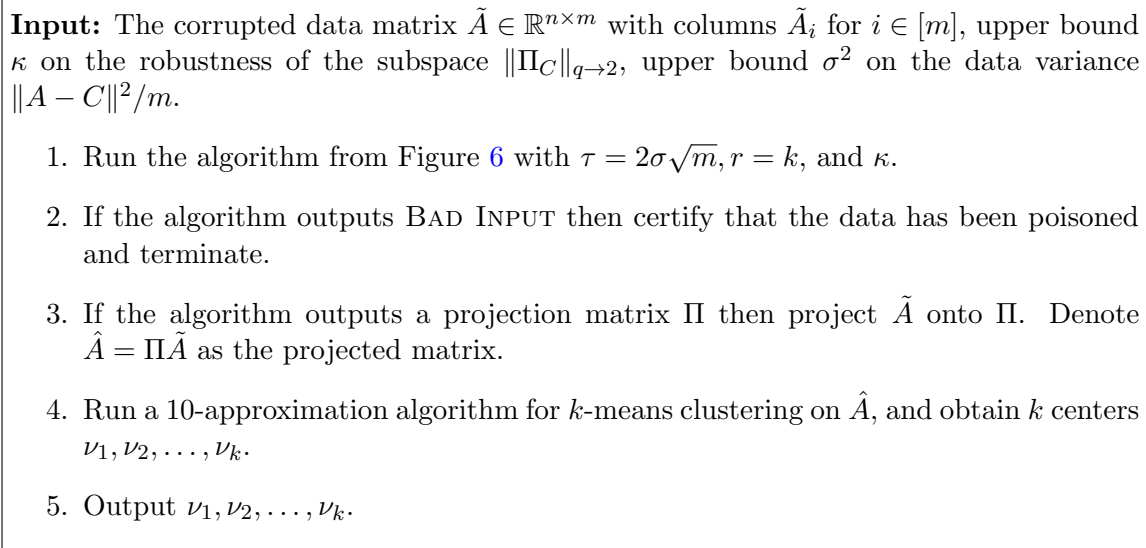 Input: The corrupted data matrix Ã ∈ ℝ^{n×m} with columns Ã_i for i ∈ [m], upper bound
κ on the robustness of the subspace ‖Π_C‖_{q→2}, upper bound σ² on the data variance
‖A − C‖²/m.
1. Run the algorithm from Figure 6 with τ = 2σ√m, r = k, and κ.
2. If the algorithm outputs BAD INPUT then certify that the data has been poisoned
and terminate.
3. If the algorithm outputs a projection matrix Π then project Ã onto Π. Denote
Â = ΠÃ as the projected matrix.
4. Run a 10-approximation algorithm for k-means clustering on Â, and obtain k centers
ν₁, ν₂, . . . , ν_k.
5. Output ν₁, ν₂, . . . , ν_k.